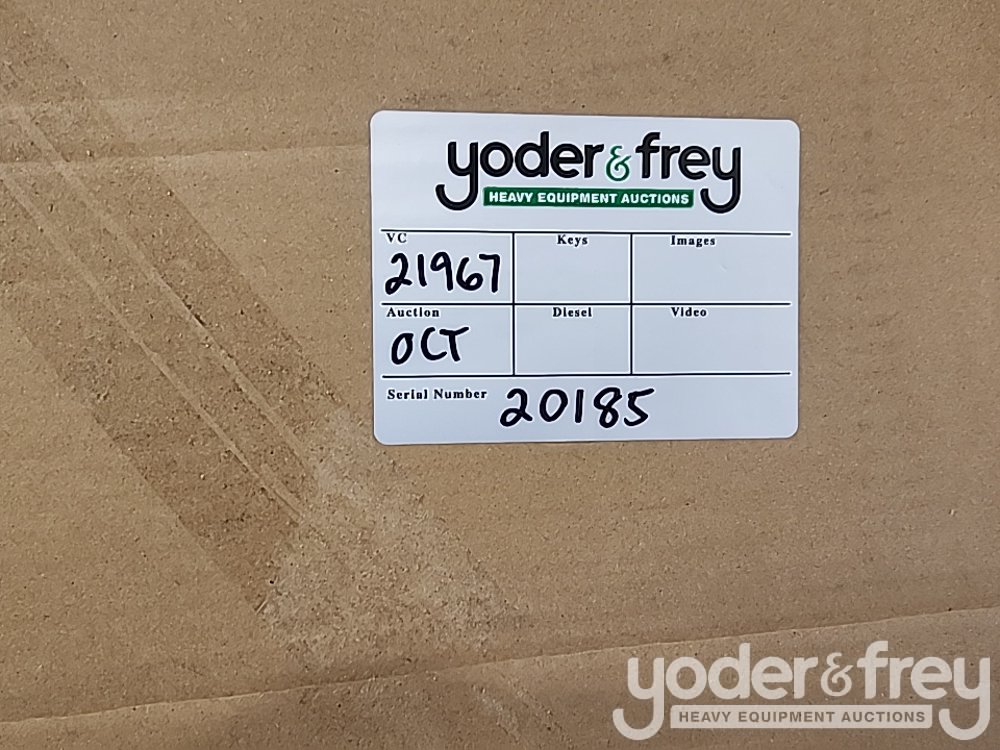 yoder & frey
HEAVY EQUIPMENT AUCTIONS
VC Keys Images
21967
Auction Diesel Video
OCT
Serial Number 20185
yoder & frey
HEAVY EQUIPMENT AUCTIONS